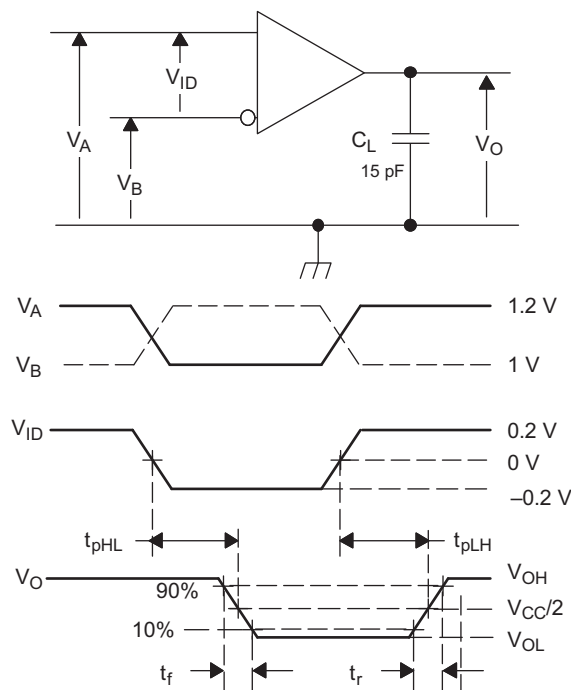 V_ID
V_A
V_B
C_L
15 pF
V_O
V_A
1.2 V
V_B
1 V
V_ID
0.2 V
0 V
–0.2 V
t_pHL
t_pLH
V_O
V_OH
90%
V_CC/2
10%
V_OL
t_f
t_r